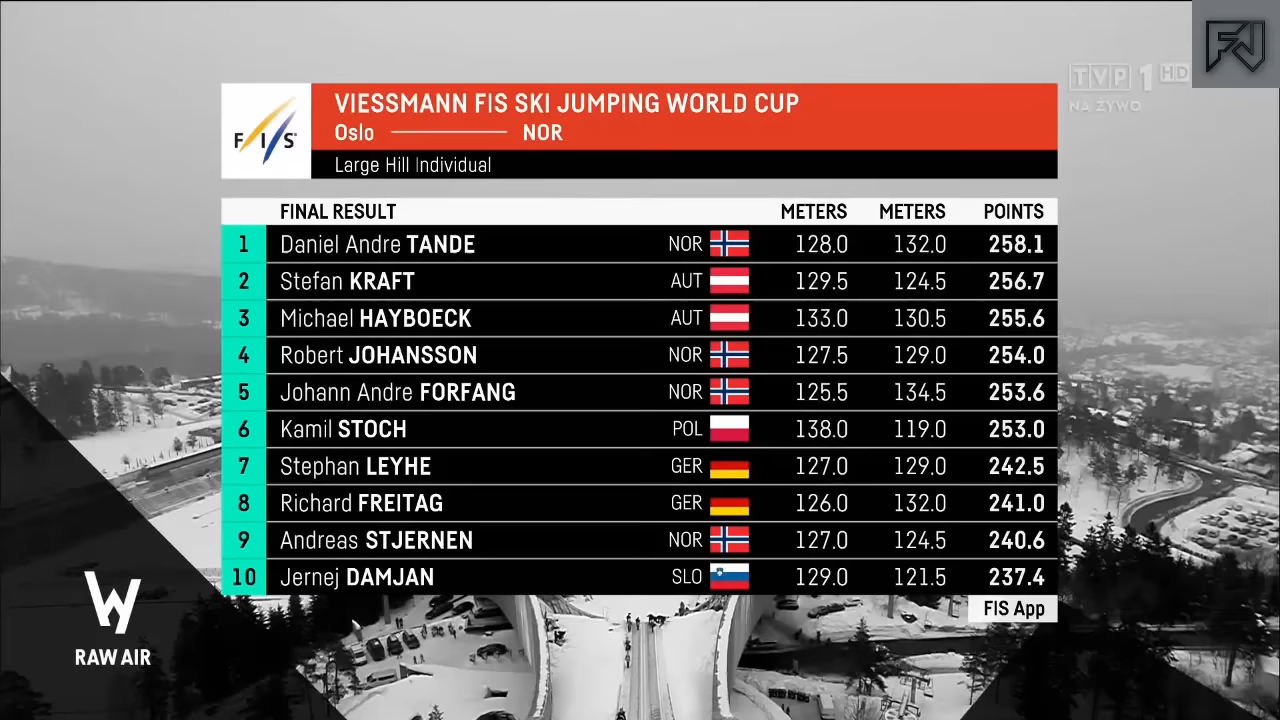 TVP 1 HD
NA ŻYWO
FIS
VIESSMANN FIS SKI JUMPING WORLD CUP
Oslo NOR
Large Hill Individual
FINAL RESULT METERS METERS POINTS
1 Daniel Andre TANDE NOR 128.0 132.0 258.1
2 Stefan KRAFT AUT 129.5 124.5 256.7
3 Michael HAYBOECK AUT 133.0 130.5 255.6
4 Robert JOHANSSON NOR 127.5 129.0 254.0
5 Johann Andre FORFANG NOR 125.5 134.5 253.6
6 Kamil STOCH POL 138.0 119.0 253.0
7 Stephan LEYHE GER 127.0 129.0 242.5
8 Richard FREITAG GER 126.0 132.0 241.0
9 Andreas STJERNEN NOR 127.0 124.5 240.6
10 Jernej DAMJAN SLO 129.0 121.5 237.4
FIS App
W
RAW AIR